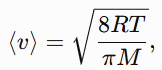 ⟨v⟩ = √(8RT/πM),